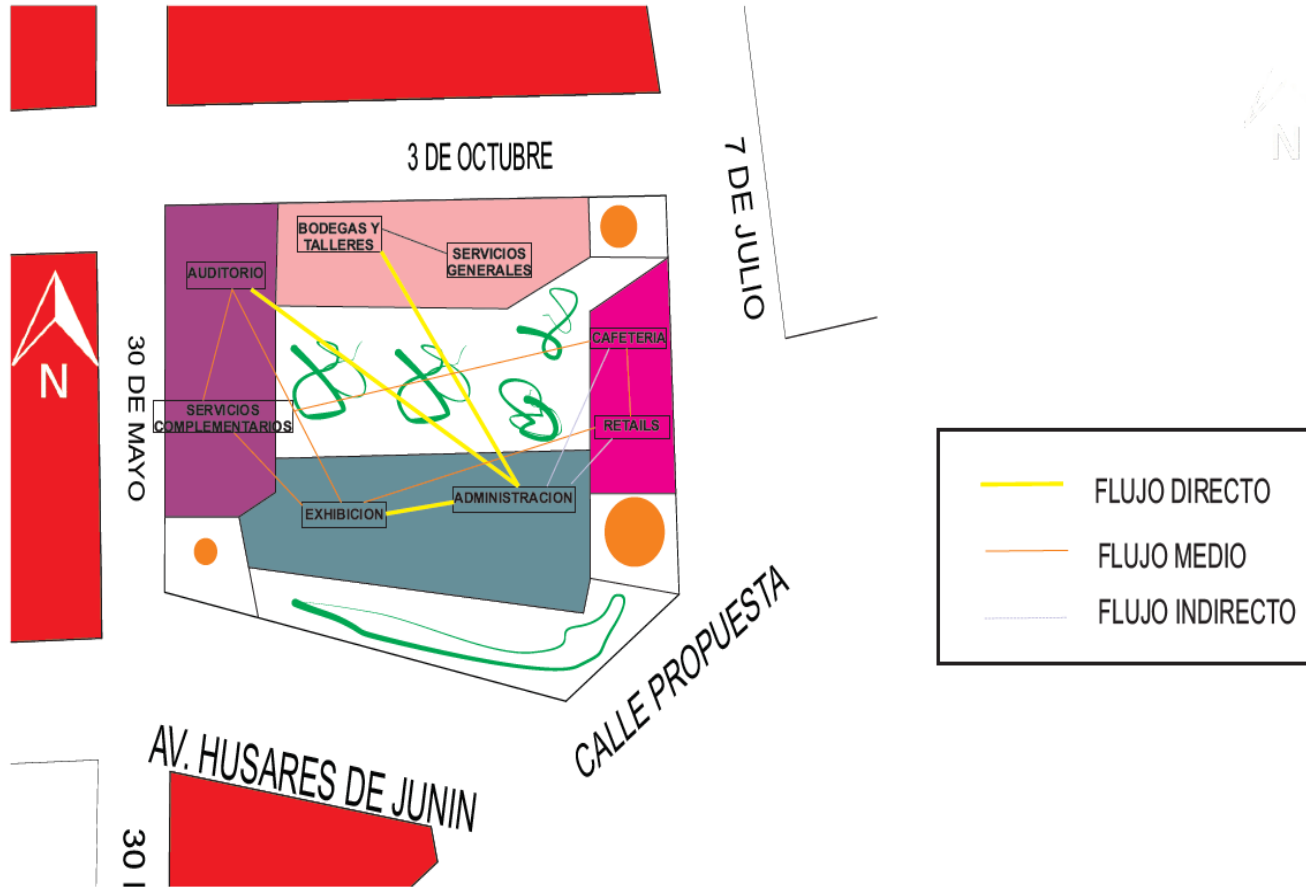 3 DE OCTUBRE
7 DE JULIO
N
BODEGAS Y
TALLERES
SERVICIOS
GENERALES
AUDITORIO
CAFETERIA
N
30 DE MAYO
SERVICIOS
COMPLEMENTARIOS
RETAILS
ADMINISTRACION
EXHIBICION
FLUJO DIRECTO
FLUJO MEDIO
FLUJO INDIRECTO
CALLE PROPUESTA
AV. HUSARES DE JUNIN
30